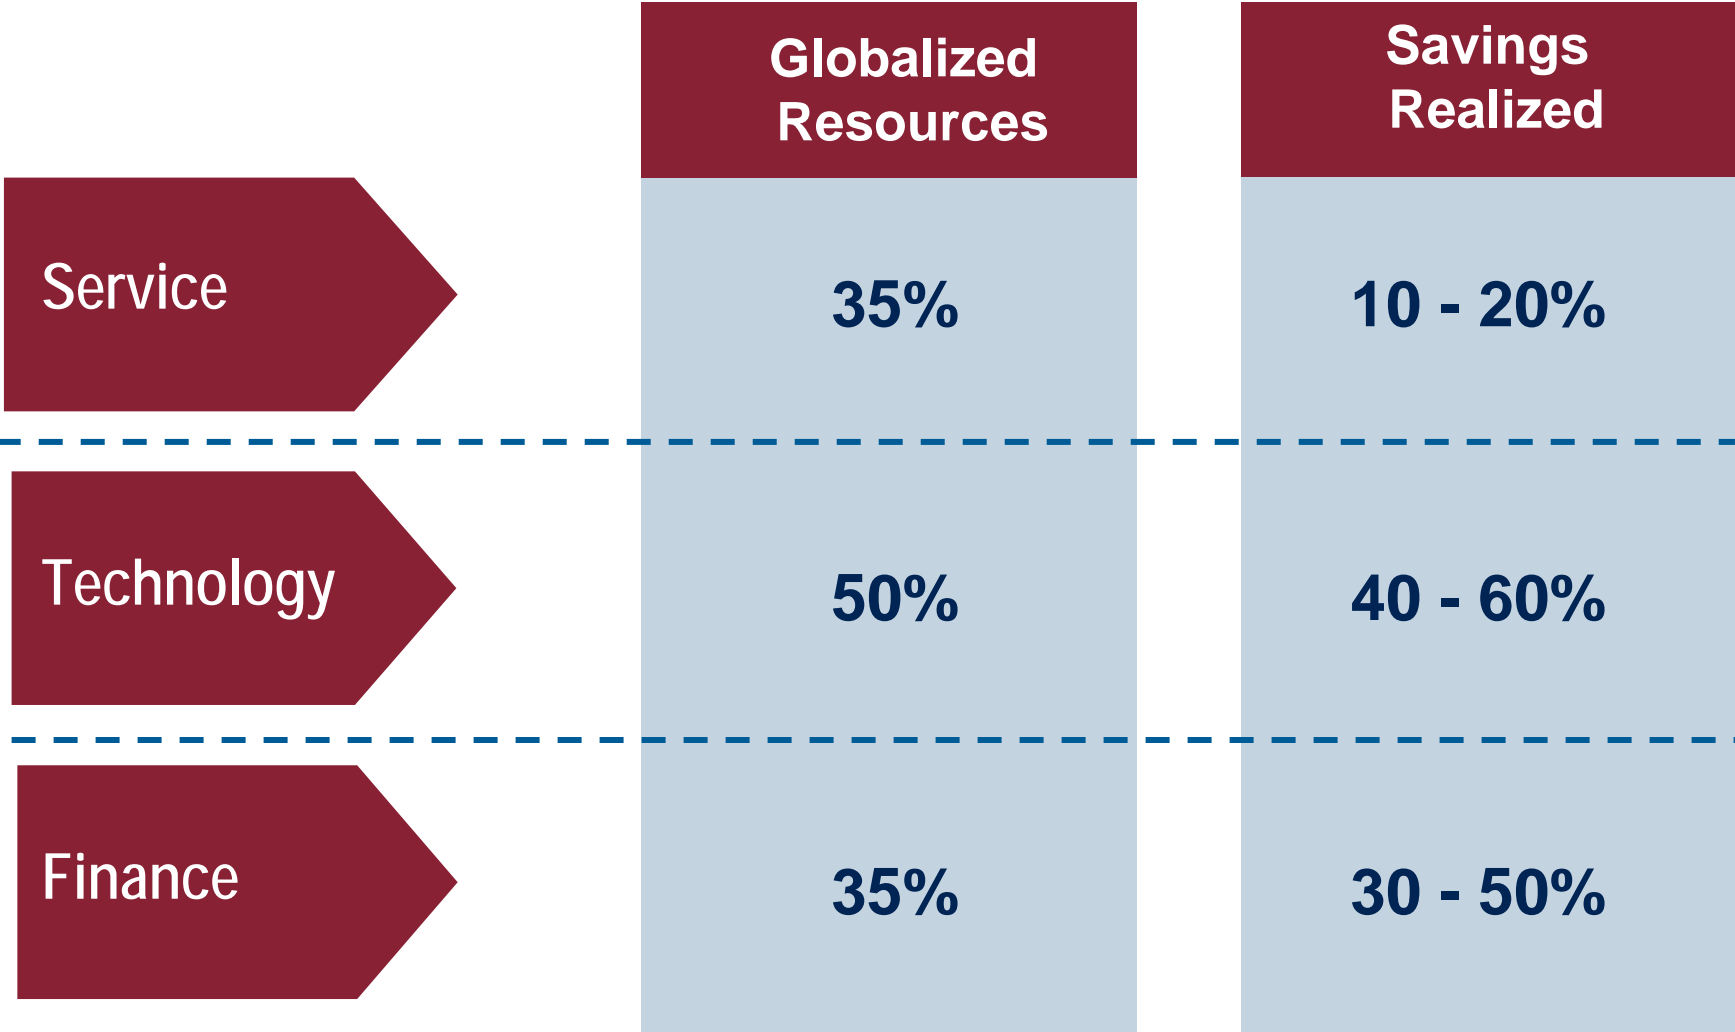 Globalized
Resources
Savings
Realized
Service
35%
10 - 20%
Technology
50%
40 - 60%
Finance
35%
30 - 50%